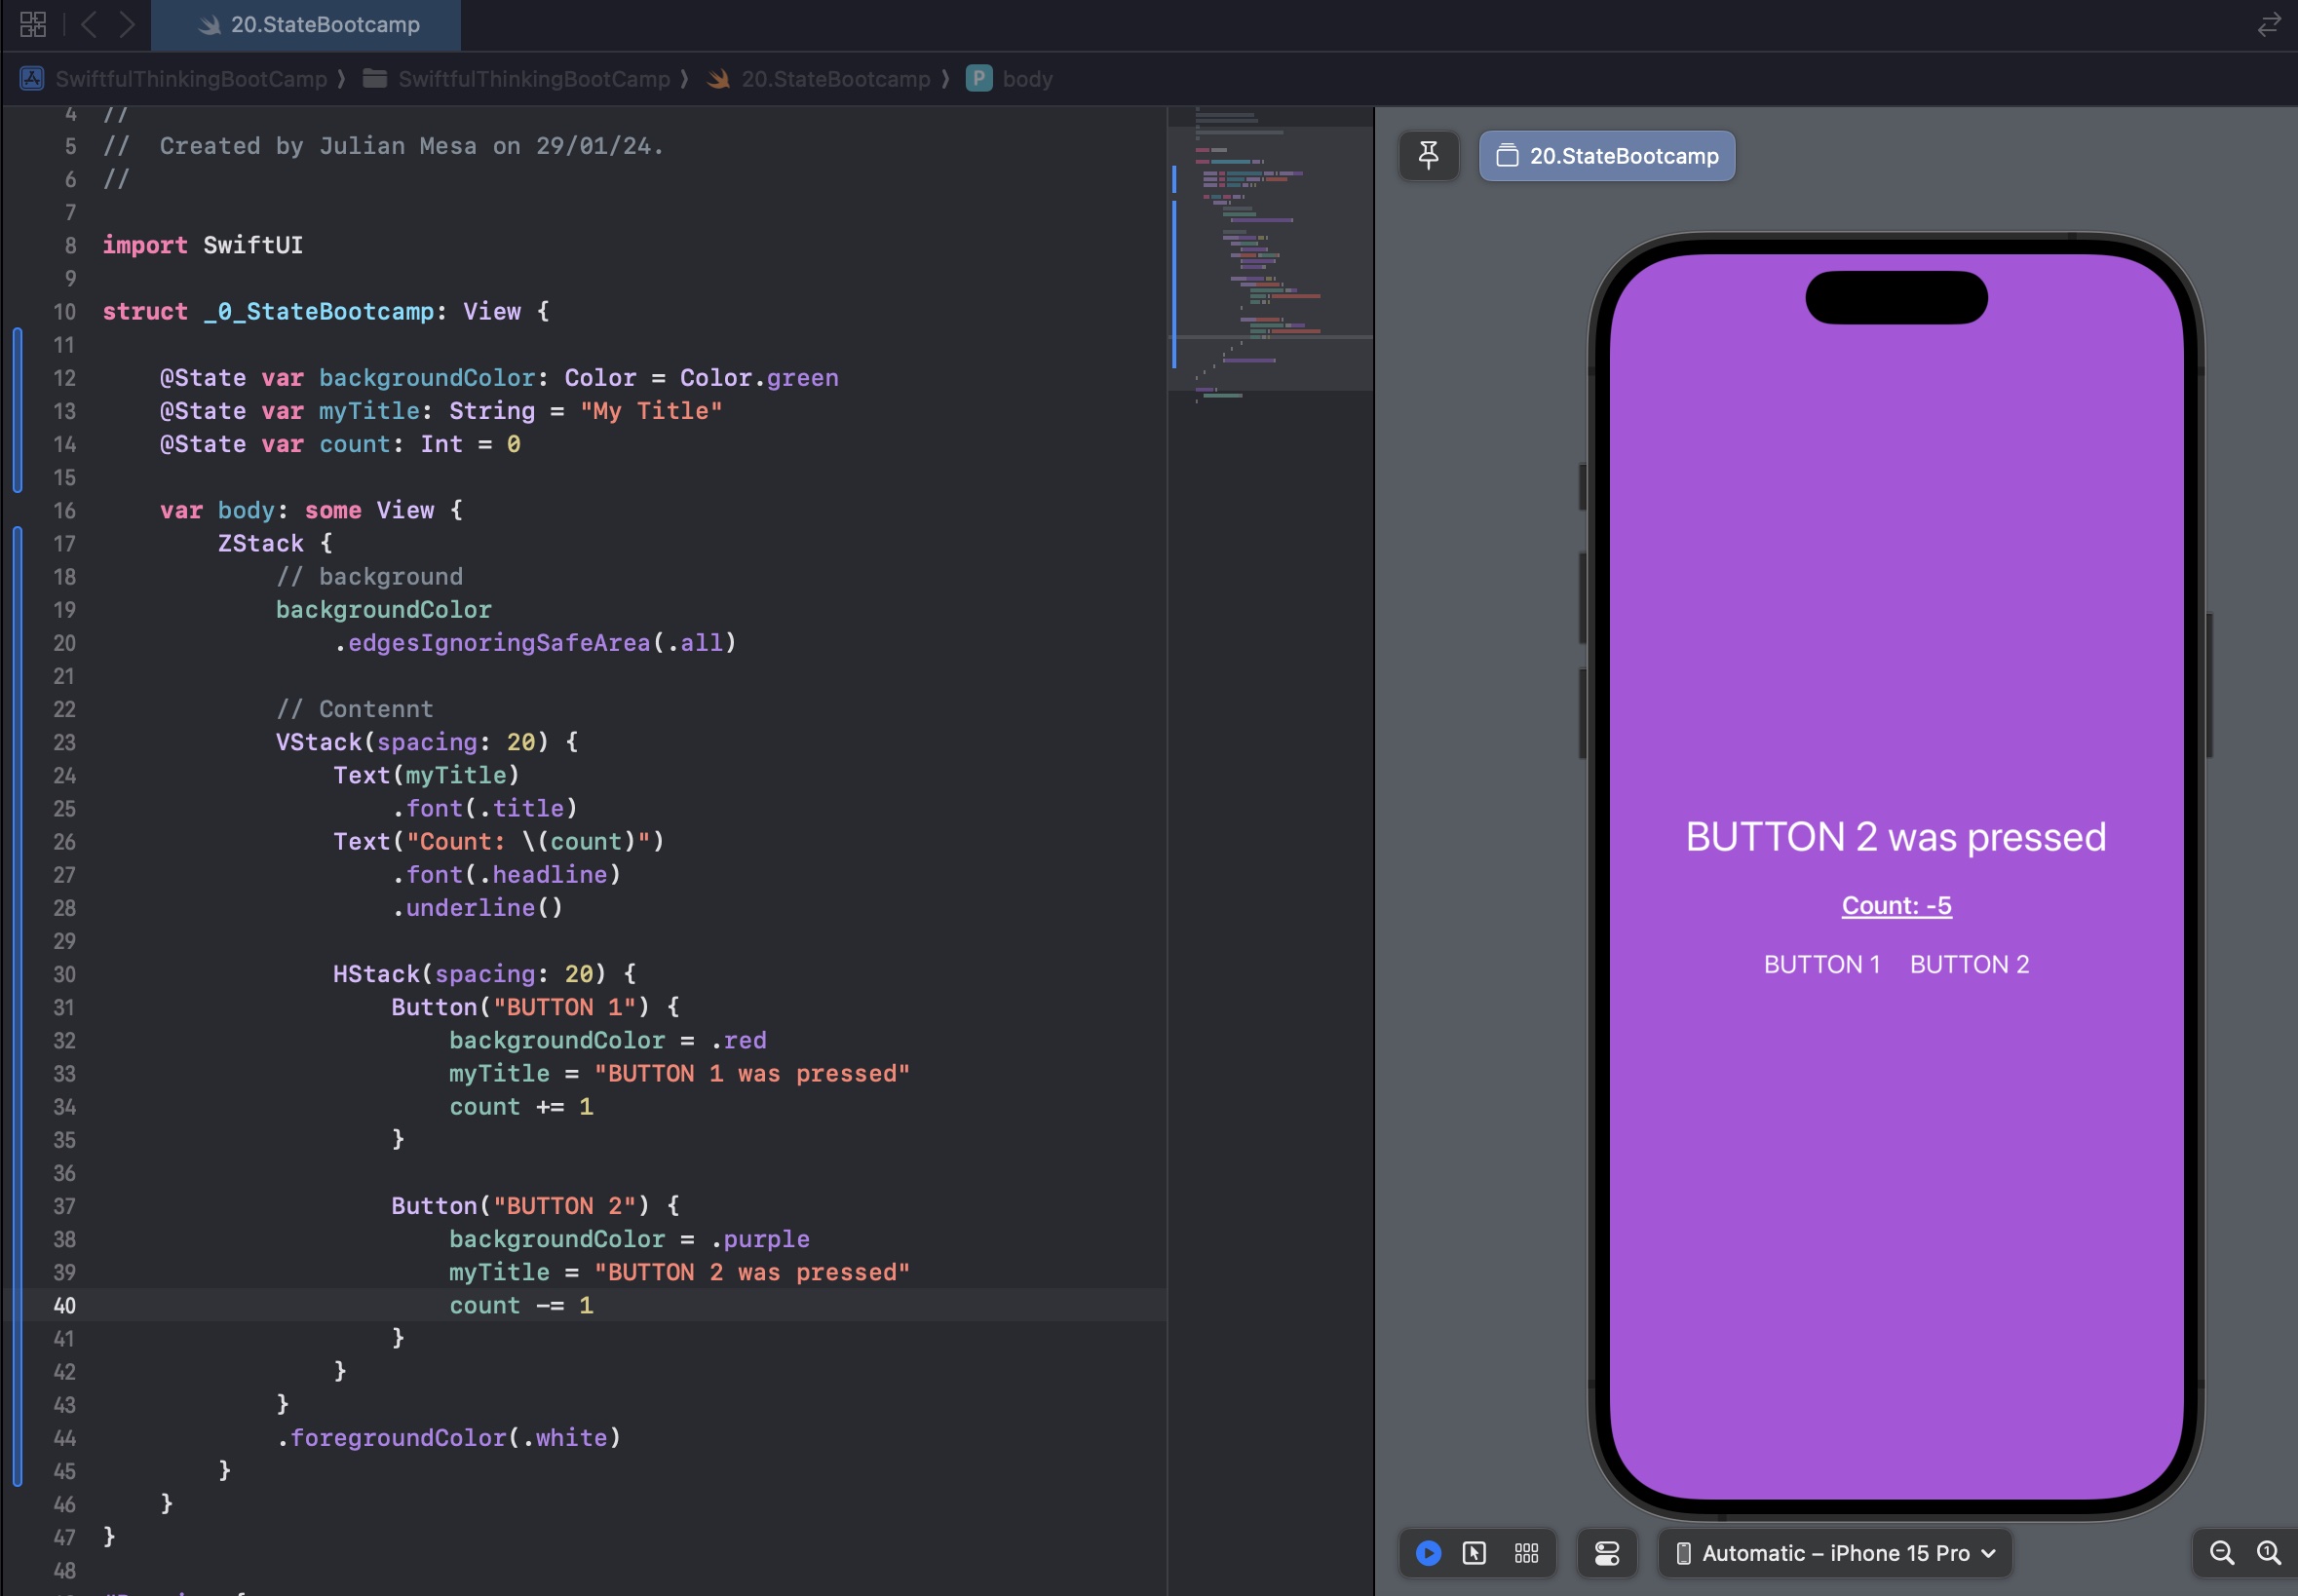 20.StateBootcamp
SwiftfulThinkingBootCamp ⟩ SwiftfulThinkingBootCamp ⟩ 20.StateBootcamp ⟩ P body
4 //
5 //  Created by Julian Mesa on 29/01/24.
6 //
7
8 import SwiftUI
9
10 struct _0_StateBootcamp: View {
11
12     @State var backgroundColor: Color = Color.green
13     @State var myTitle: String = "My Title"
14     @State var count: Int = 0
15
16     var body: some View {
17         ZStack {
18             // background
19             backgroundColor
20                 .edgesIgnoringSafeArea(.all)
21
22             // Contennt
23             VStack(spacing: 20) {
24                 Text(myTitle)
25                     .font(.title)
26                 Text("Count: \(count)")
27                     .font(.headline)
28                     .underline()
29
30                 HStack(spacing: 20) {
31                     Button("BUTTON 1") {
32                         backgroundColor = .red
33                         myTitle = "BUTTON 1 was pressed"
34                         count += 1
35                     }
36
37                     Button("BUTTON 2") {
38                         backgroundColor = .purple
39                         myTitle = "BUTTON 2 was pressed"
40                         count -= 1
41                     }
42                 }
43             }
44             .foregroundColor(.white)
45         }
46     }
47 }
48
20.StateBootcamp
BUTTON 2 was pressed
Count: -5
BUTTON 1 BUTTON 2
Automatic – iPhone 15 Pro